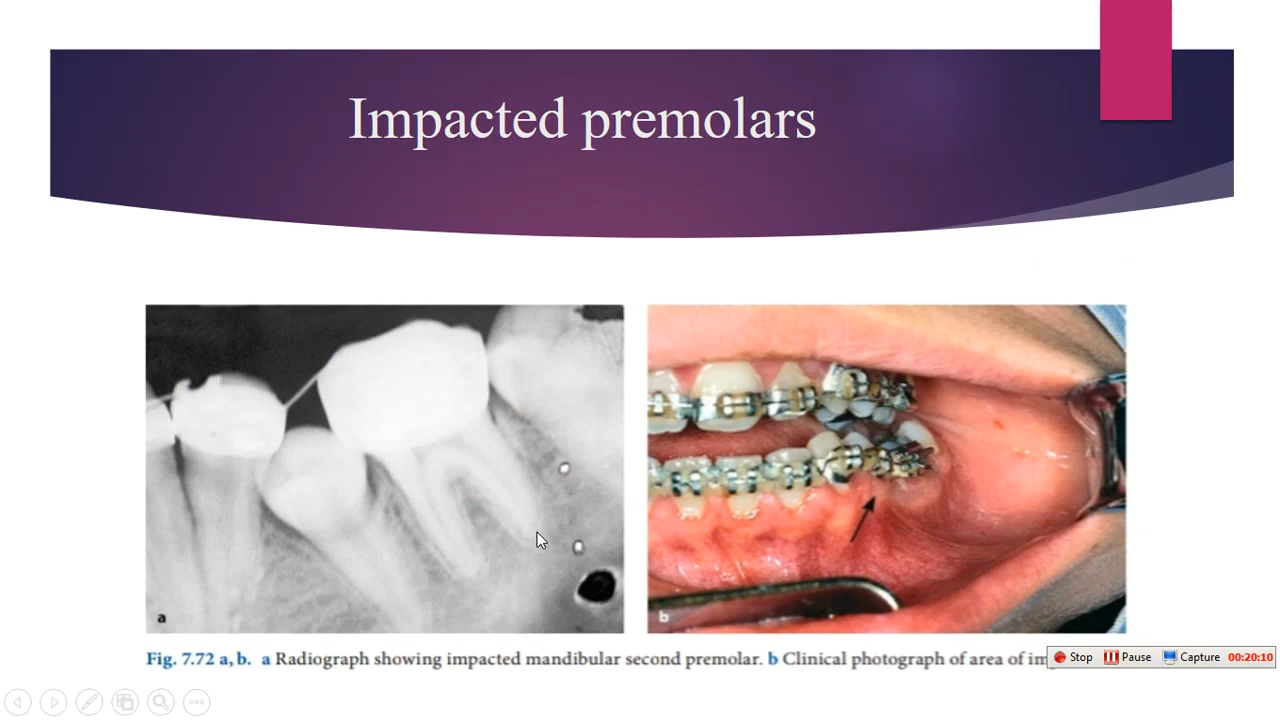 Impacted premolars
a
b
Fig. 7.72 a, b. a Radiograph showing impacted mandibular second premolar. b Clinical photograph of area of
Stop Pause Capture 00:20:10